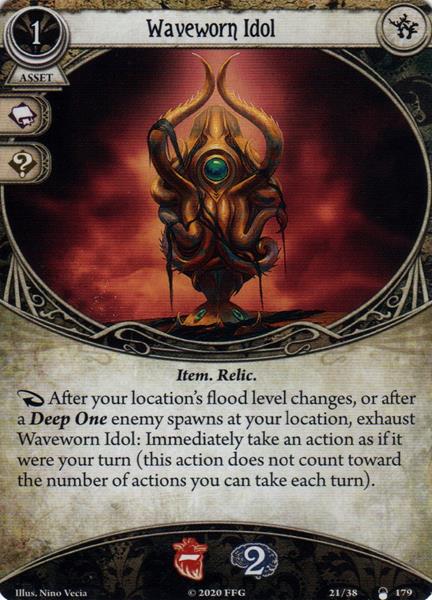 1
Waveworn Idol
ASSET
?
Item. Relic.
After your location's flood level changes, or after
a Deep One enemy spawns at your location, exhaust
Waveworn Idol: Immediately take an action as if it
were your turn (this action does not count toward
the number of actions you can take each turn).
– 2
Illus. Nino Vecia © 2020 FFG 21/38 179